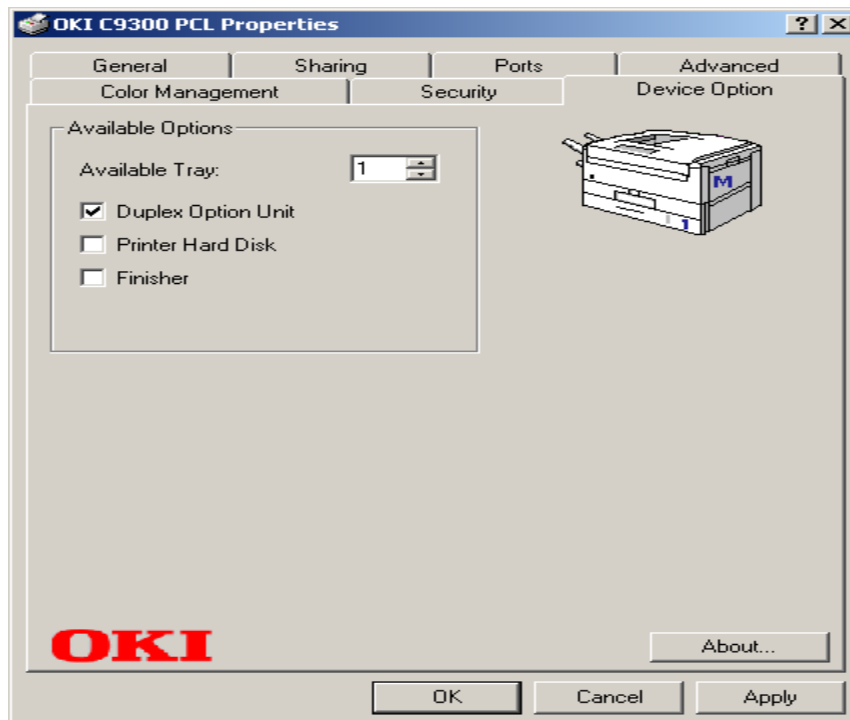 OKI C9300 PCL Properties
General Sharing Ports Advanced
Color Management Security Device Option
Available Options
Available Tray: 1
Duplex Option Unit
Printer Hard Disk
Finisher
M
1
OKI
About...
OK Cancel Apply